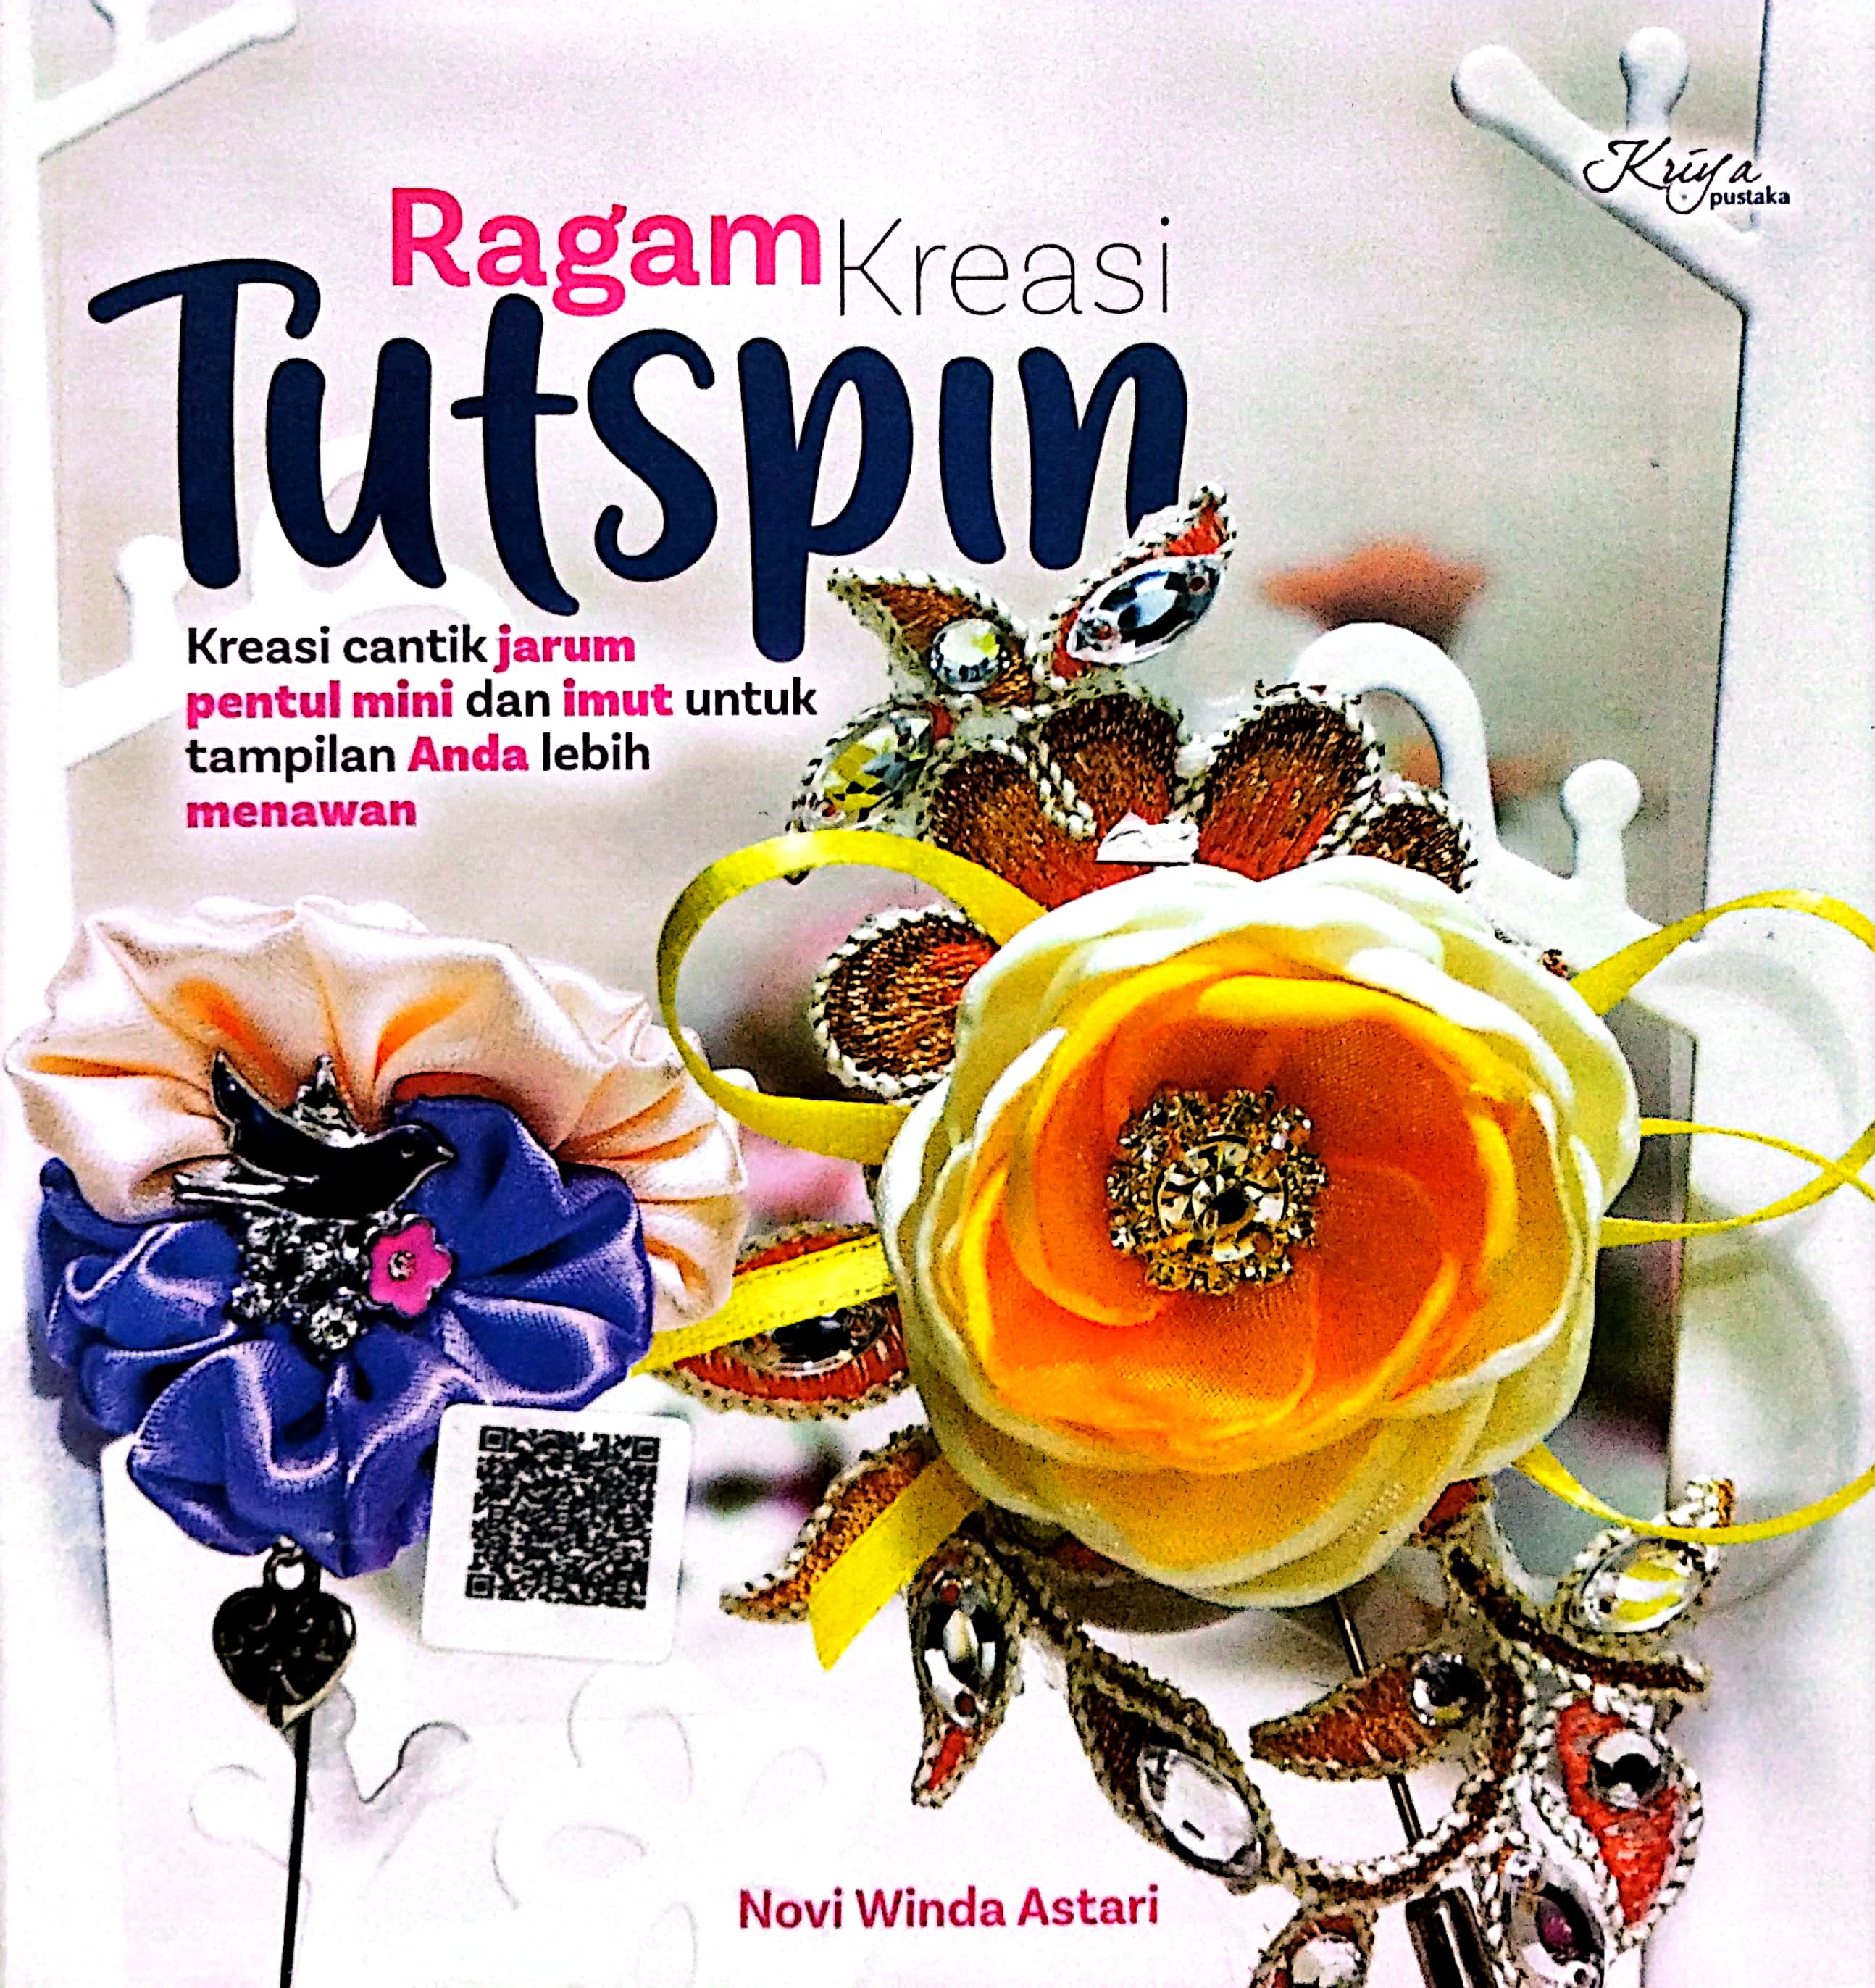 Kriya
pustaka
Ragam Kreasi
Tutspin
Kreasi cantik jarum
pentul mini dan imut untuk
tampilan Anda lebih
menawan
Novi Winda Astari